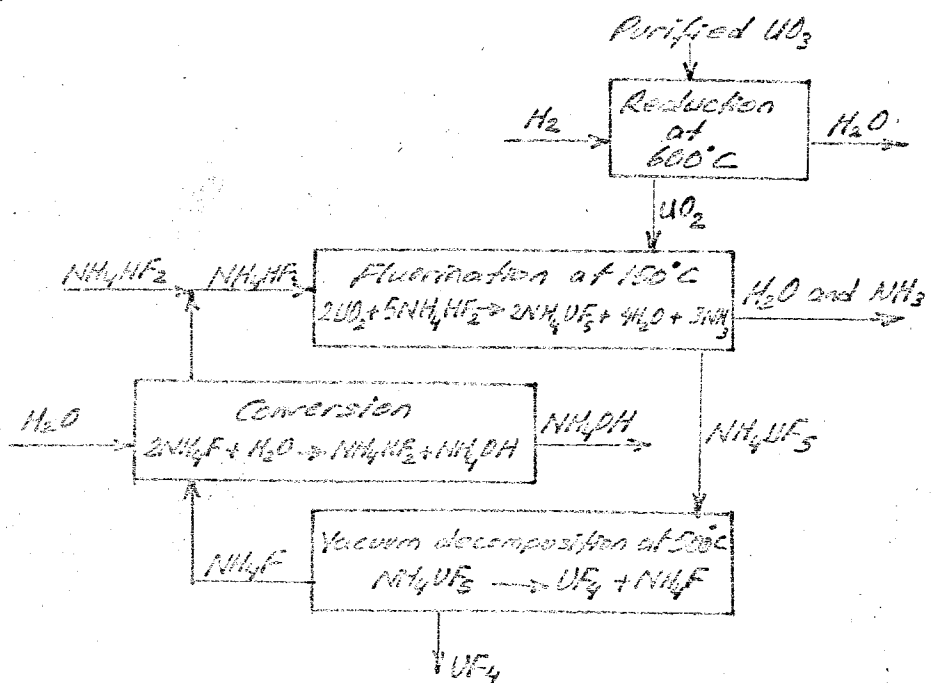 Purified UO3
Reduction
at
600°C
H2
H2O
UO2
NH4HF2
NH4HF2
Fluorination at 150°C
2UO2+5NH4HF2→2NH4UF5+4H2O+3NH3
H2O and NH3
Conversion
2NH4F+H2O→NH4HF2+NH4OH
H2O
NH4OH
NH4UF5
Vacuum decomposition at 500°C
NH4UF5→UF4+NH4F
NH4F
UF4